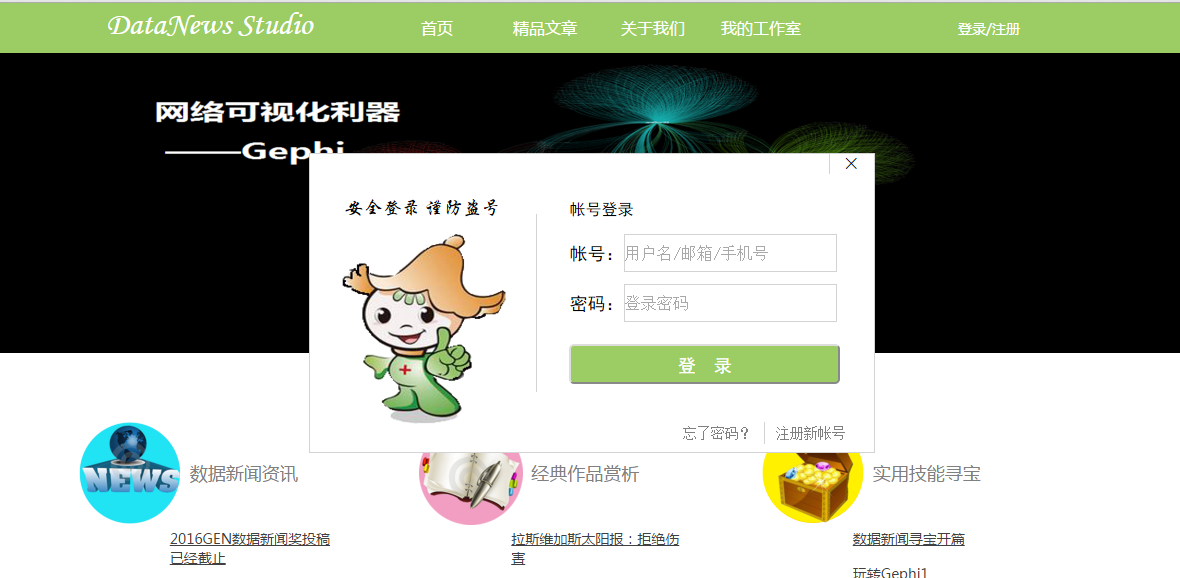 DataNews Studio 首页 精品文章 关于我们 我的工作室 登录/注册
网络可视化利器
———Gephi
安全登录 谨防盗号
帐号登录
帐号：用户名/邮箱/手机号
密码：登录密码
登 录
忘了密码? 注册新帐号
NEWS
数据新闻资讯
2016GEN数据新闻奖投稿
已经截止
经典作品赏析
拉斯维加斯太阳报：拒绝伤
害
实用技能寻宝
数据新闻寻宝开篇
玩转Gephi1